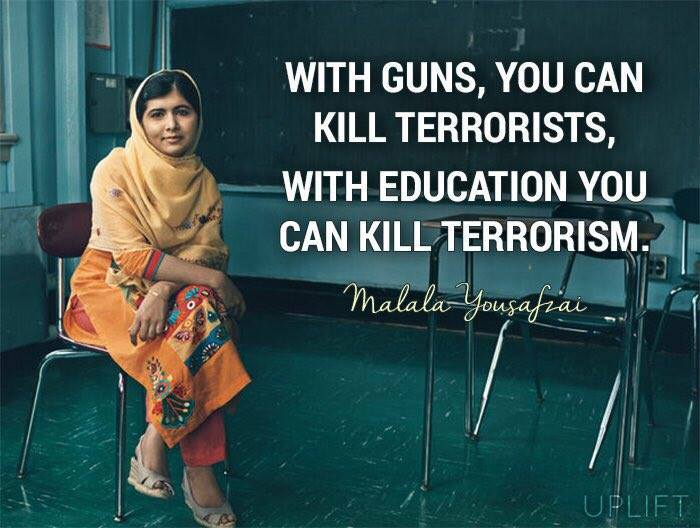 WITH GUNS, YOU CAN
KILL TERRORISTS,
WITH EDUCATION YOU
CAN KILL TERRORISM.
Malala Yousafzai
UPLIFT